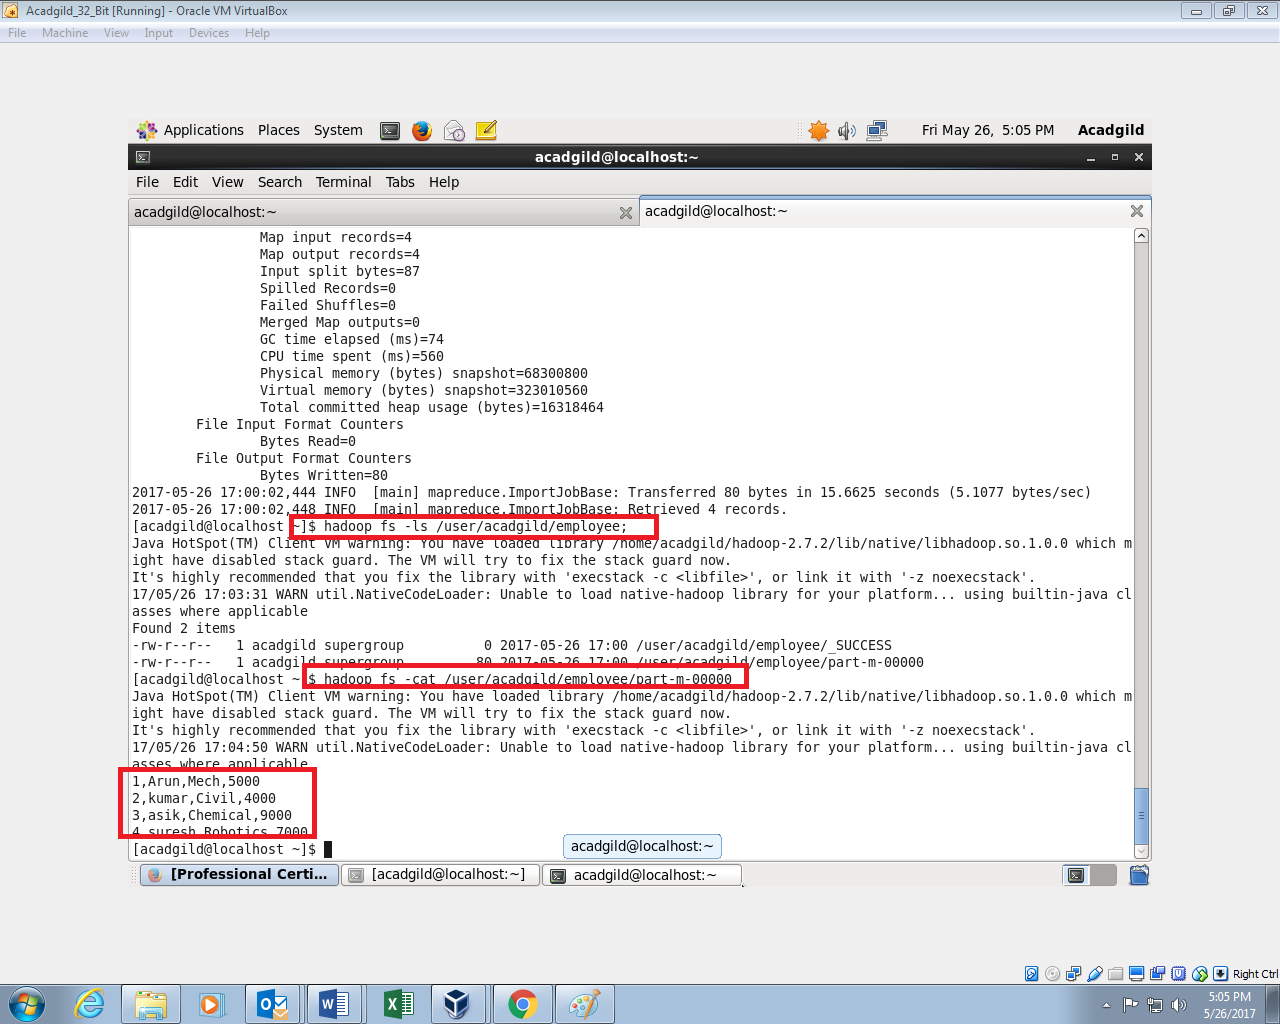 Acadgild_32_Bit [Running] - Oracle VM VirtualBox
File Machine View Input Devices Help
Applications Places System Fri May 26, 5:05 PM Acadgild
acadgild@localhost:~
File Edit View Search Terminal Tabs Help
acadgild@localhost:~ acadgild@localhost:~
Map input records=4
Map output records=4
Input split bytes=87
Spilled Records=0
Failed Shuffles=0
Merged Map outputs=0
GC time elapsed (ms)=74
CPU time spent (ms)=560
Physical memory (bytes) snapshot=68300800
Virtual memory (bytes) snapshot=323010560
Total committed heap usage (bytes)=16318464
File Input Format Counters
Bytes Read=0
File Output Format Counters
Bytes Written=80
2017-05-26 17:00:02,444 INFO  [main] mapreduce.ImportJobBase: Transferred 80 bytes in 15.6625 seconds (5.1077 bytes/sec)
2017-05-26 17:00:02,448 INFO  [main] mapreduce.ImportJobBase: Retrieved 4 records.
[acadgild@localhost ~]$ hadoop fs -ls /user/acadgild/employee;
Java HotSpot(TM) Client VM warning: You have loaded library /home/acadgild/hadoop-2.7.2/lib/native/libhadoop.so.1.0.0 which m
ight have disabled stack guard. The VM will try to fix the stack guard now.
It's highly recommended that you fix the library with 'execstack -c <libfile>', or link it with '-z noexecstack'.
17/05/26 17:03:31 WARN util.NativeCodeLoader: Unable to load native-hadoop library for your platform... using builtin-java cl
asses where applicable
Found 2 items
-rw-r--r--   1 acadgild supergroup          0 2017-05-26 17:00 /user/acadgild/employee/_SUCCESS
-rw-r--r--   1 acadgild supergroup         80 2017-05-26 17:00 /user/acadgild/employee/part-m-00000
[acadgild@localhost ~]$ hadoop fs -cat /user/acadgild/employee/part-m-00000
Java HotSpot(TM) Client VM warning: You have loaded library /home/acadgild/hadoop-2.7.2/lib/native/libhadoop.so.1.0.0 which m
ight have disabled stack guard. The VM will try to fix the stack guard now.
It's highly recommended that you fix the library with 'execstack -c <libfile>', or link it with '-z noexecstack'.
17/05/26 17:04:50 WARN util.NativeCodeLoader: Unable to load native-hadoop library for your platform... using builtin-java cl
asses where applicable
1,Arun,Mech,5000
2,kumar,Civil,4000
3,asik,Chemical,9000
4,suresh,Robotics,7000
[acadgild@localhost ~]$
acadgild@localhost:~
[Professional Certi... [acadgild@localhost:~] acadgild@localhost:~
Right Ctrl
5:05 PM
5/26/2017